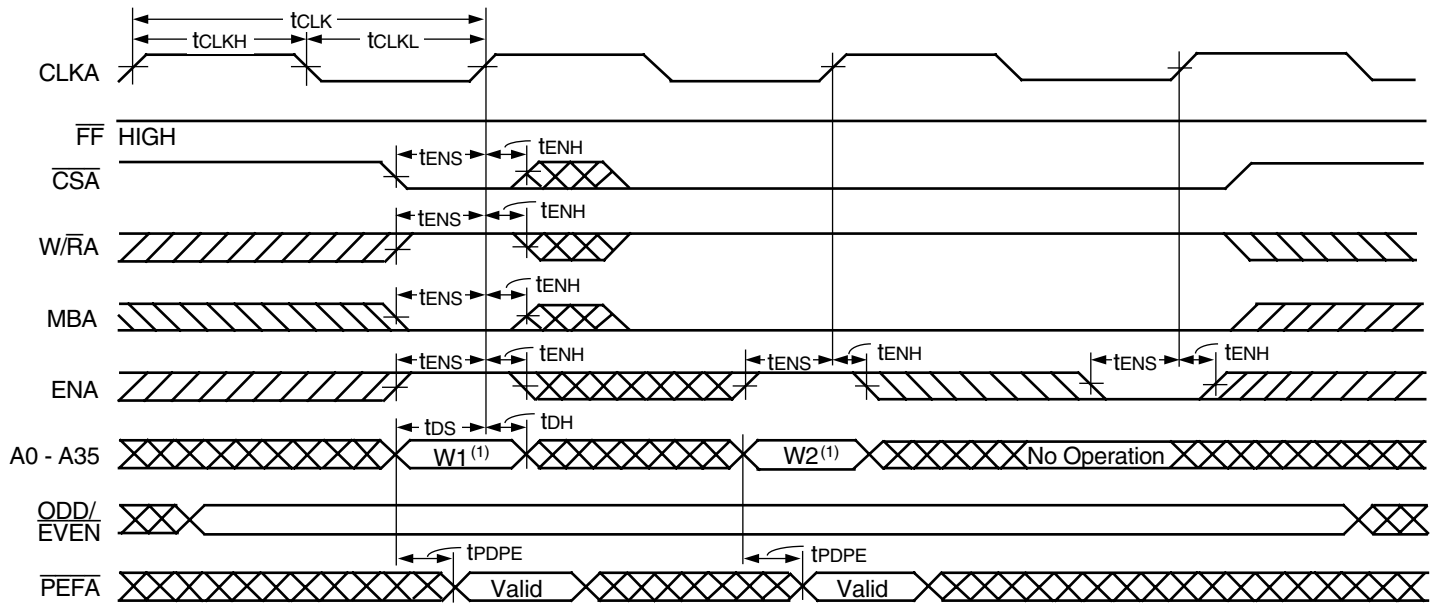 tCLK
tCLKH tCLKL
CLKA
FF HIGH
tENS tENH
CSA
tENS tENH
W/RA
tENS tENH
MBA
tENS tENH tENS tENH tENS tENH
ENA
tDS tDH
A0 - A35 W1(1) W2(1) No Operation
ODD/
EVEN
tPDPE tPDPE
PEFA Valid Valid